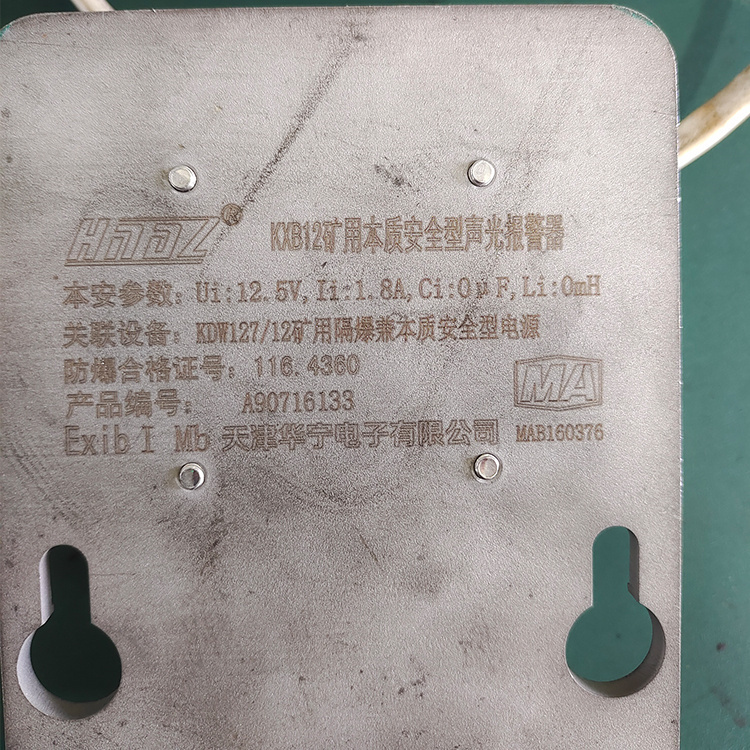 HNDZ® KXB12矿用本质安全型声光报警器
本安参数: Ui:12.5V,Ii:1.8A,Ci:0μF,Li:0mH
关联设备: KDW127/12矿用隔爆兼本质安全型电源
防爆合格证号: 116.4360
产品编号: A90716133
MA
Exib I Mb 天津华宁电子有限公司 MAB160376